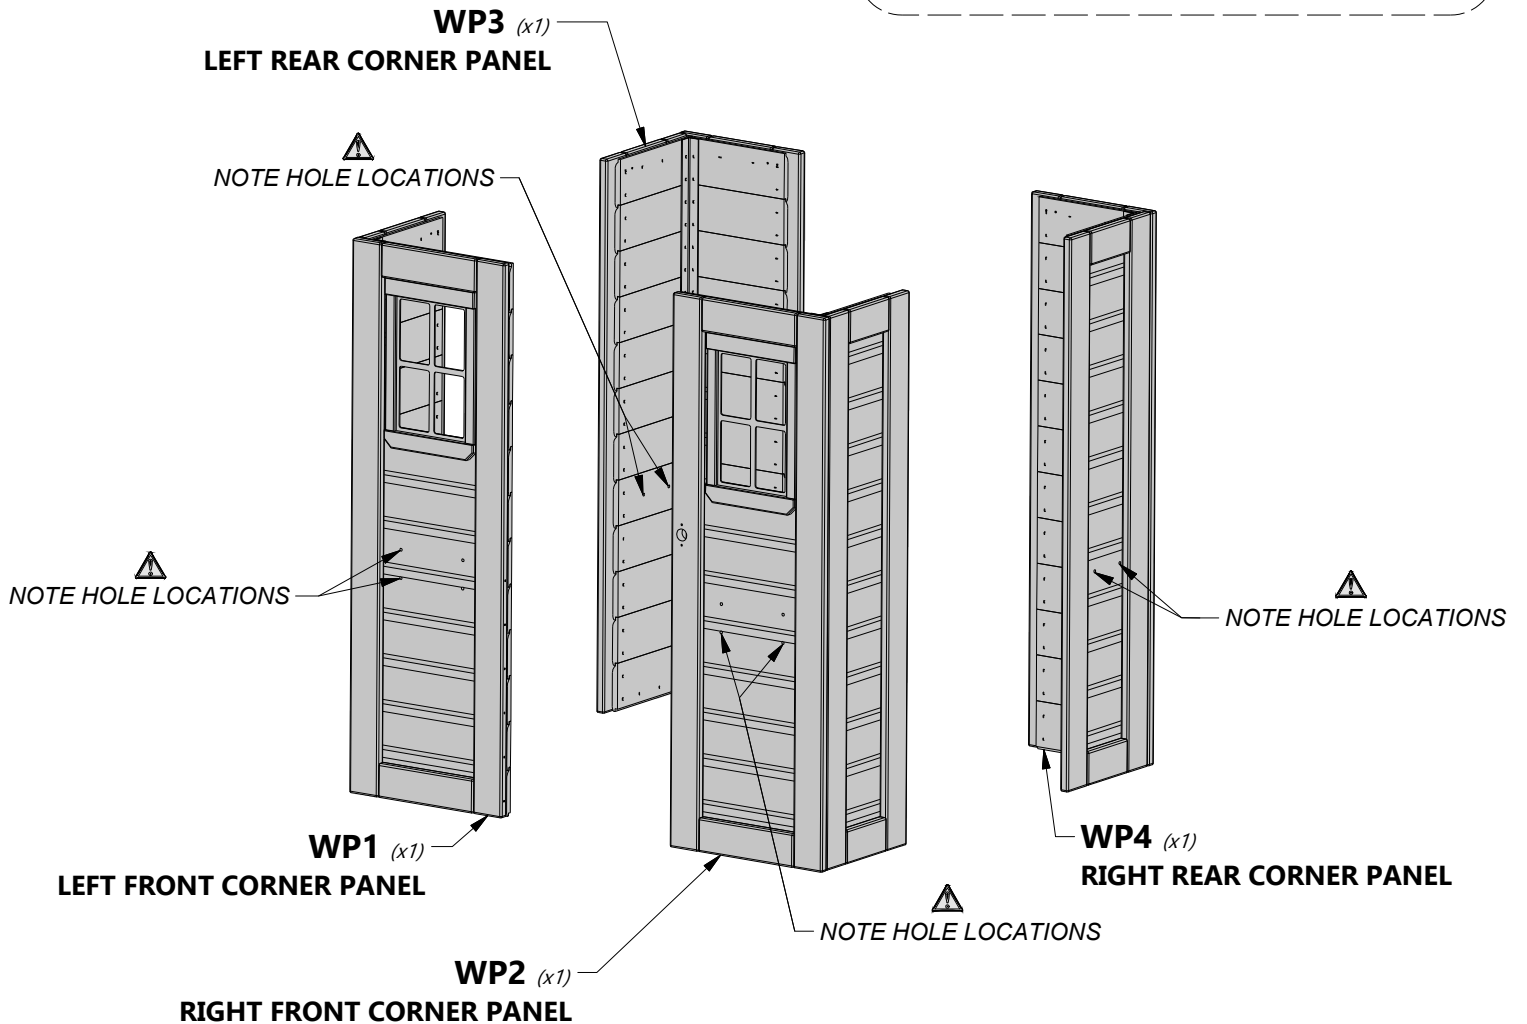 WP3 (x1)
LEFT REAR CORNER PANEL
NOTE HOLE LOCATIONS
NOTE HOLE LOCATIONS
NOTE HOLE LOCATIONS
WP1 (x1)
LEFT FRONT CORNER PANEL
WP4 (x1)
RIGHT REAR CORNER PANEL
NOTE HOLE LOCATIONS
WP2 (x1)
RIGHT FRONT CORNER PANEL